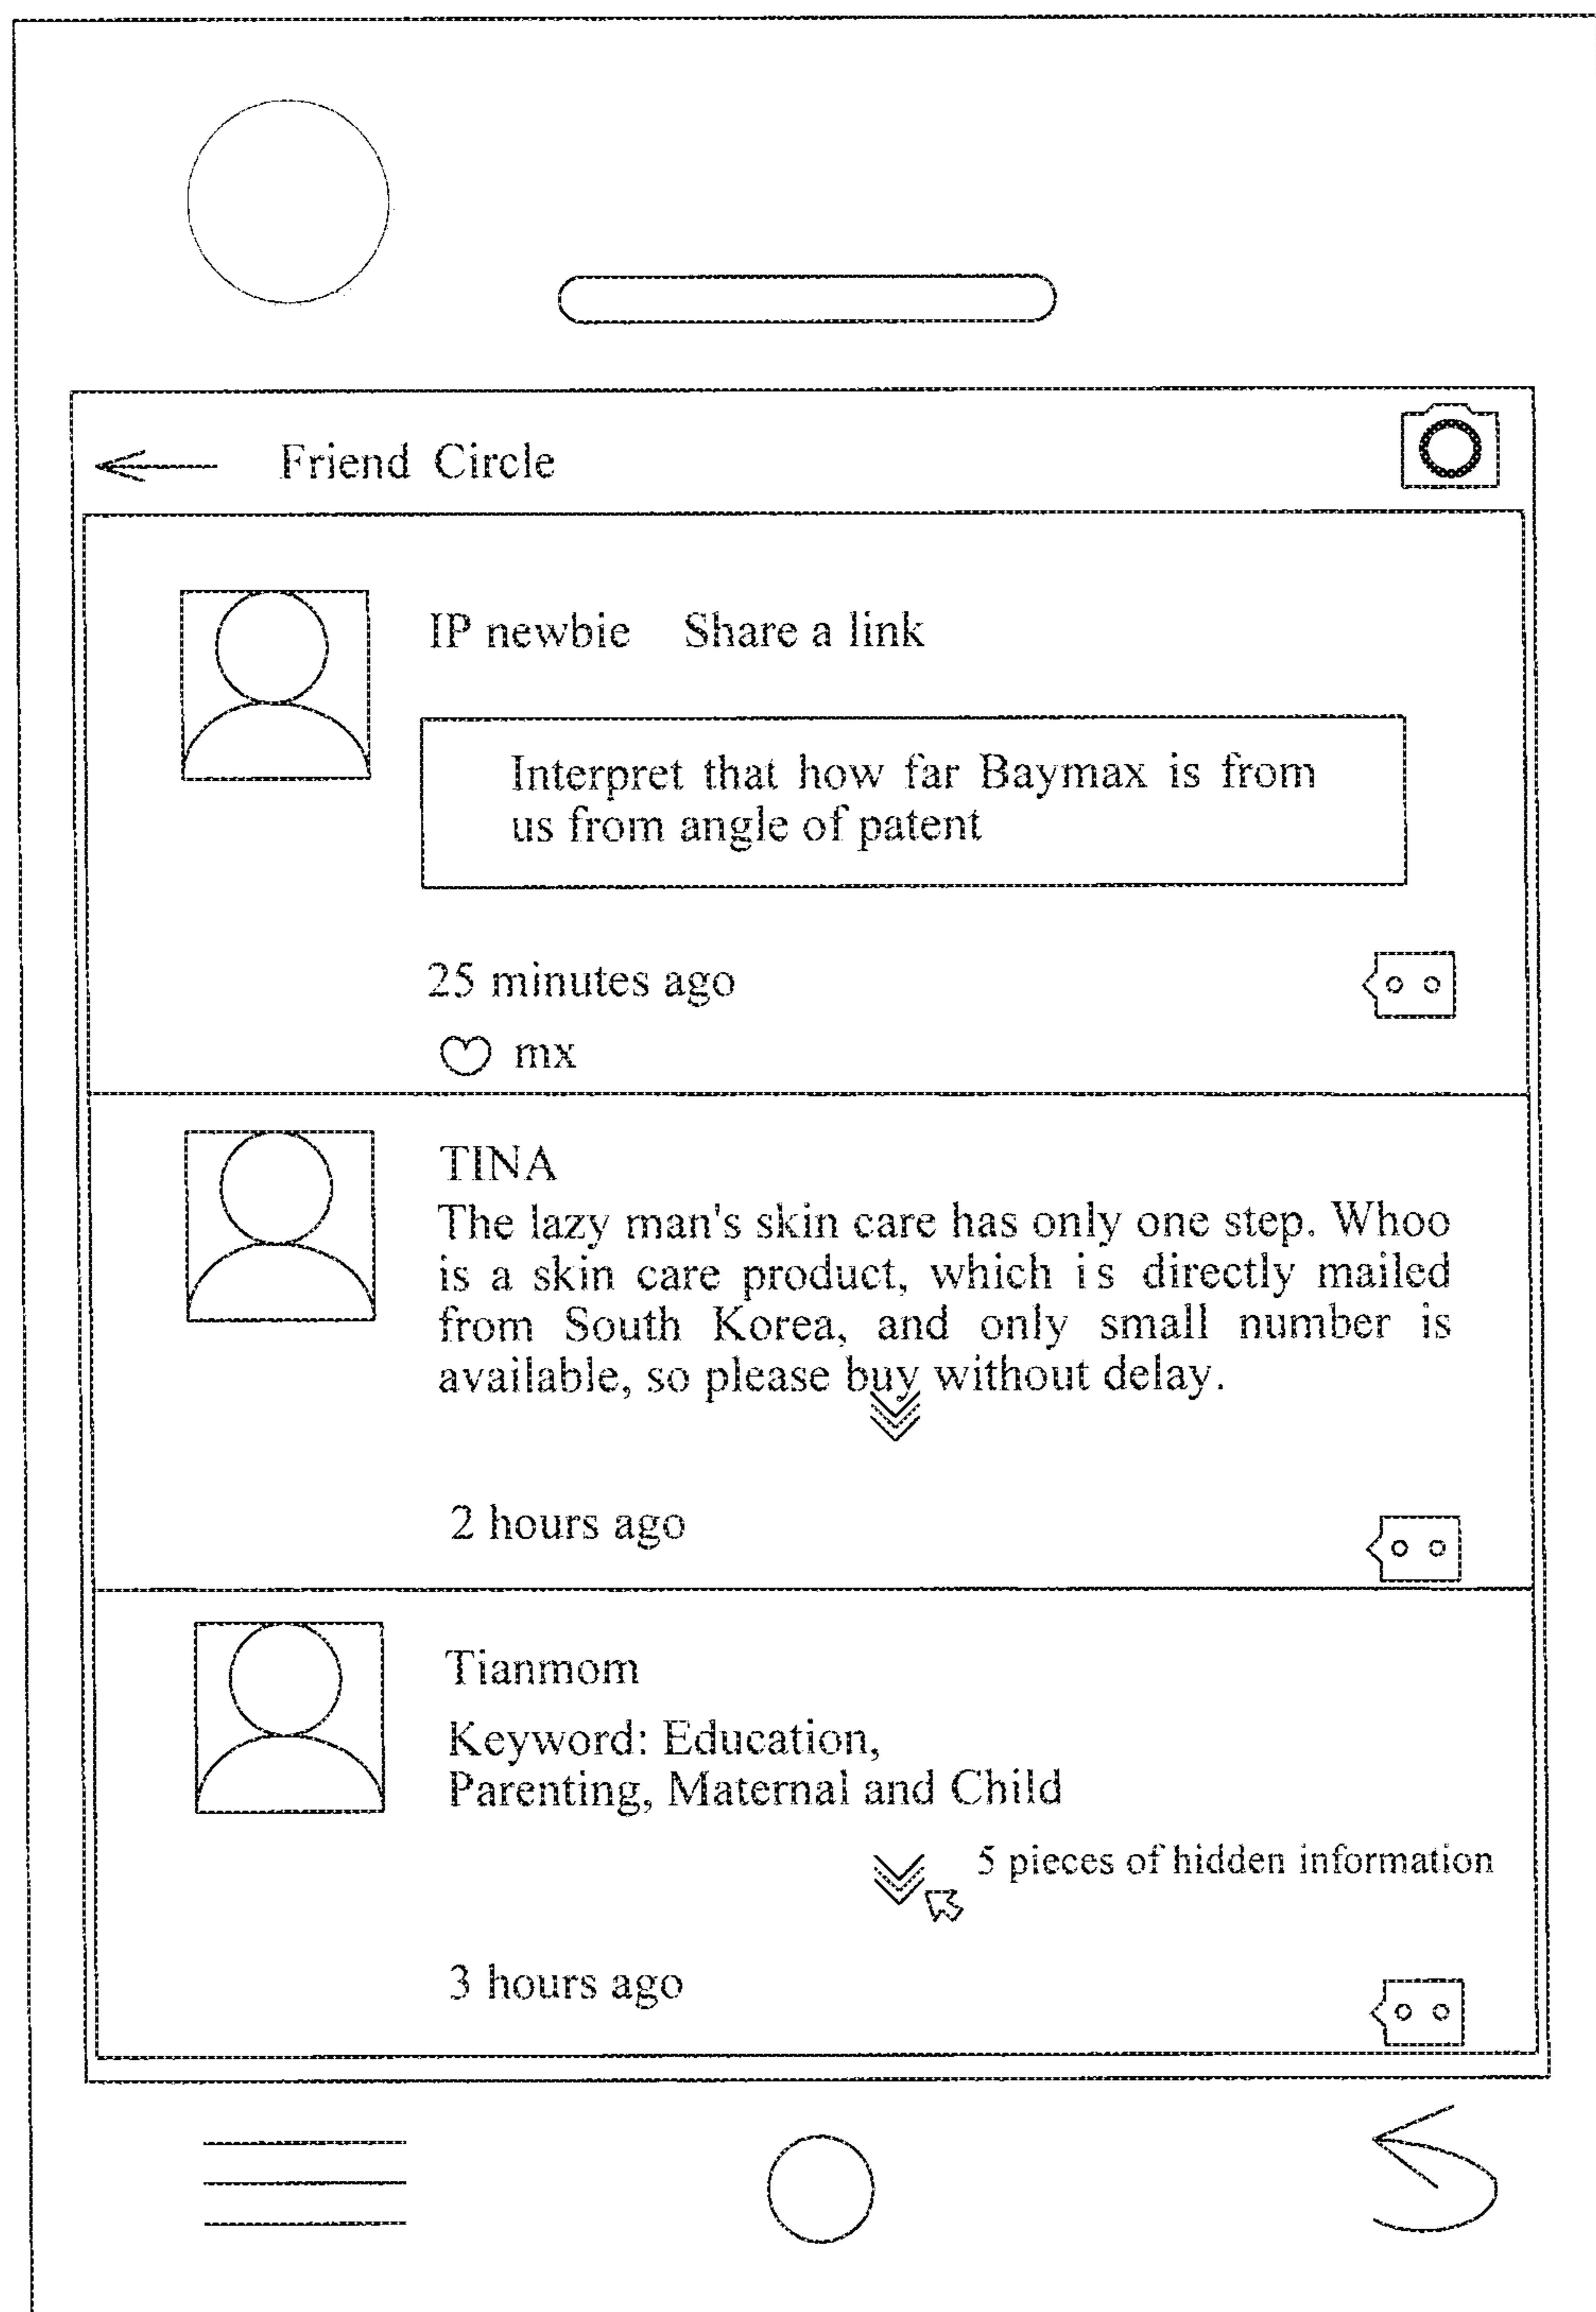 Friend Circle
IP newbie Share a link
Interpret that how far Baymax is from
us from angle of patent
25 minutes ago
mx
TINA
The lazy man's skin care has only one step. Whoo
is a skin care product, which is directly mailed
from South Korea, and only small number is
available, so please buy without delay.
2 hours ago
Tianmom
Keyword: Education,
Parenting, Maternal and Child
5 pieces of hidden information
3 hours ago